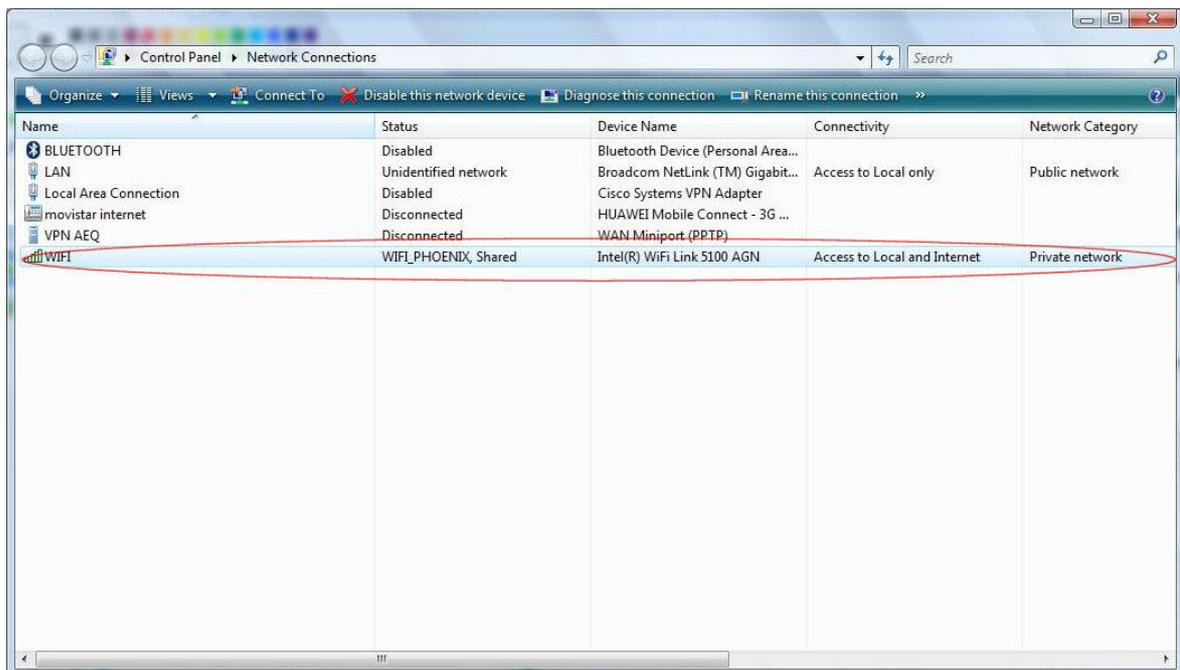 Control Panel Network Connections Search
Organize Views Connect To Disable this network device Diagnose this connection Rename this connection »
Name Status Device Name Connectivity Network Category
BLUETOOTH Disabled Bluetooth Device (Personal Area...
LAN Unidentified network Broadcom NetLink (TM) Gigabit... Access to Local only Public network
Local Area Connection Disabled Cisco Systems VPN Adapter
movistar internet Disconnected HUAWEI Mobile Connect - 3G ...
VPN AEQ Disconnected WAN Miniport (PPTP)
WIFI WIFI_PHOENIX, Shared Intel(R) WiFi Link 5100 AGN Access to Local and Internet Private network